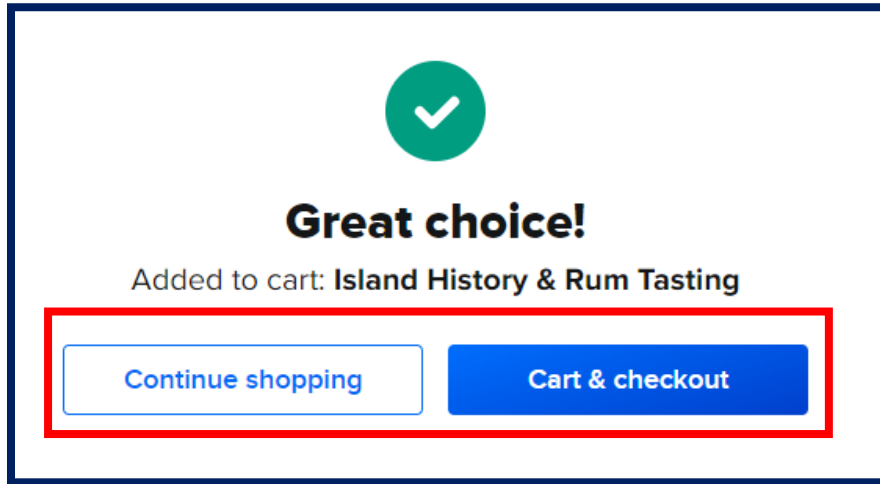 Great choice!
Added to cart: Island History & Rum Tasting
Continue shopping
Cart & checkout